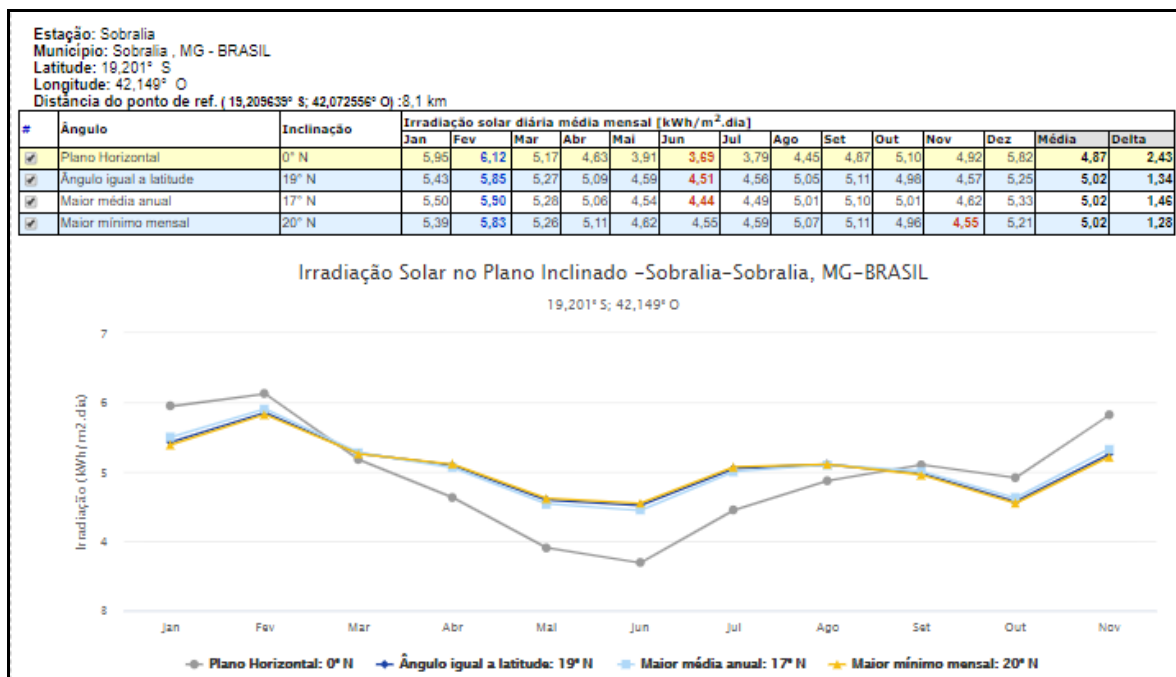 Estação: Sobralia
Município: Sobralia , MG - BRASIL
Latitude: 19,201° S
Longitude: 42,149° O
Distância do ponto de ref. ( 19,209639° S; 42,072556° O) :8,1 km
# Ângulo Inclinação Irradiação solar diária média mensal [kWh/m2.dia]
Jan Fev Mar Abr Mai Jun Jul Ago Set Out Nov Dez Média Delta
Plano Horizontal 0° N 5,95 6,12 5,17 4,63 3,91 3,69 3,79 4,45 4,87 5,10 4,92 5,82 4,87 2,43
Ângulo igual a latitude 19° N 5,43 5,85 5,27 5,09 4,59 4,51 4,56 5,05 5,11 4,98 4,57 5,25 5,02 1,34
Maior média anual 17° N 5,50 5,90 5,28 5,06 4,54 4,44 4,49 5,01 5,10 5,01 4,62 5,33 5,02 1,46
Maior mínimo mensal 20° N 5,39 5,83 5,26 5,11 4,62 4,55 4,59 5,07 5,11 4,96 4,55 5,21 5,02 1,28
Irradiação Solar no Plano Inclinado -Sobralia-Sobralia, MG-BRASIL
19,201° S; 42,149° O
Irradiação (kWh/m2.dia)
7
6
5
4
Jan Fev Mar Abr Mai Jun Jul Ago Set Out Nov
Plano Horizontal: 0° N Ângulo igual a latitude: 19° N Maior média anual: 17° N Maior mínimo mensal: 20° N